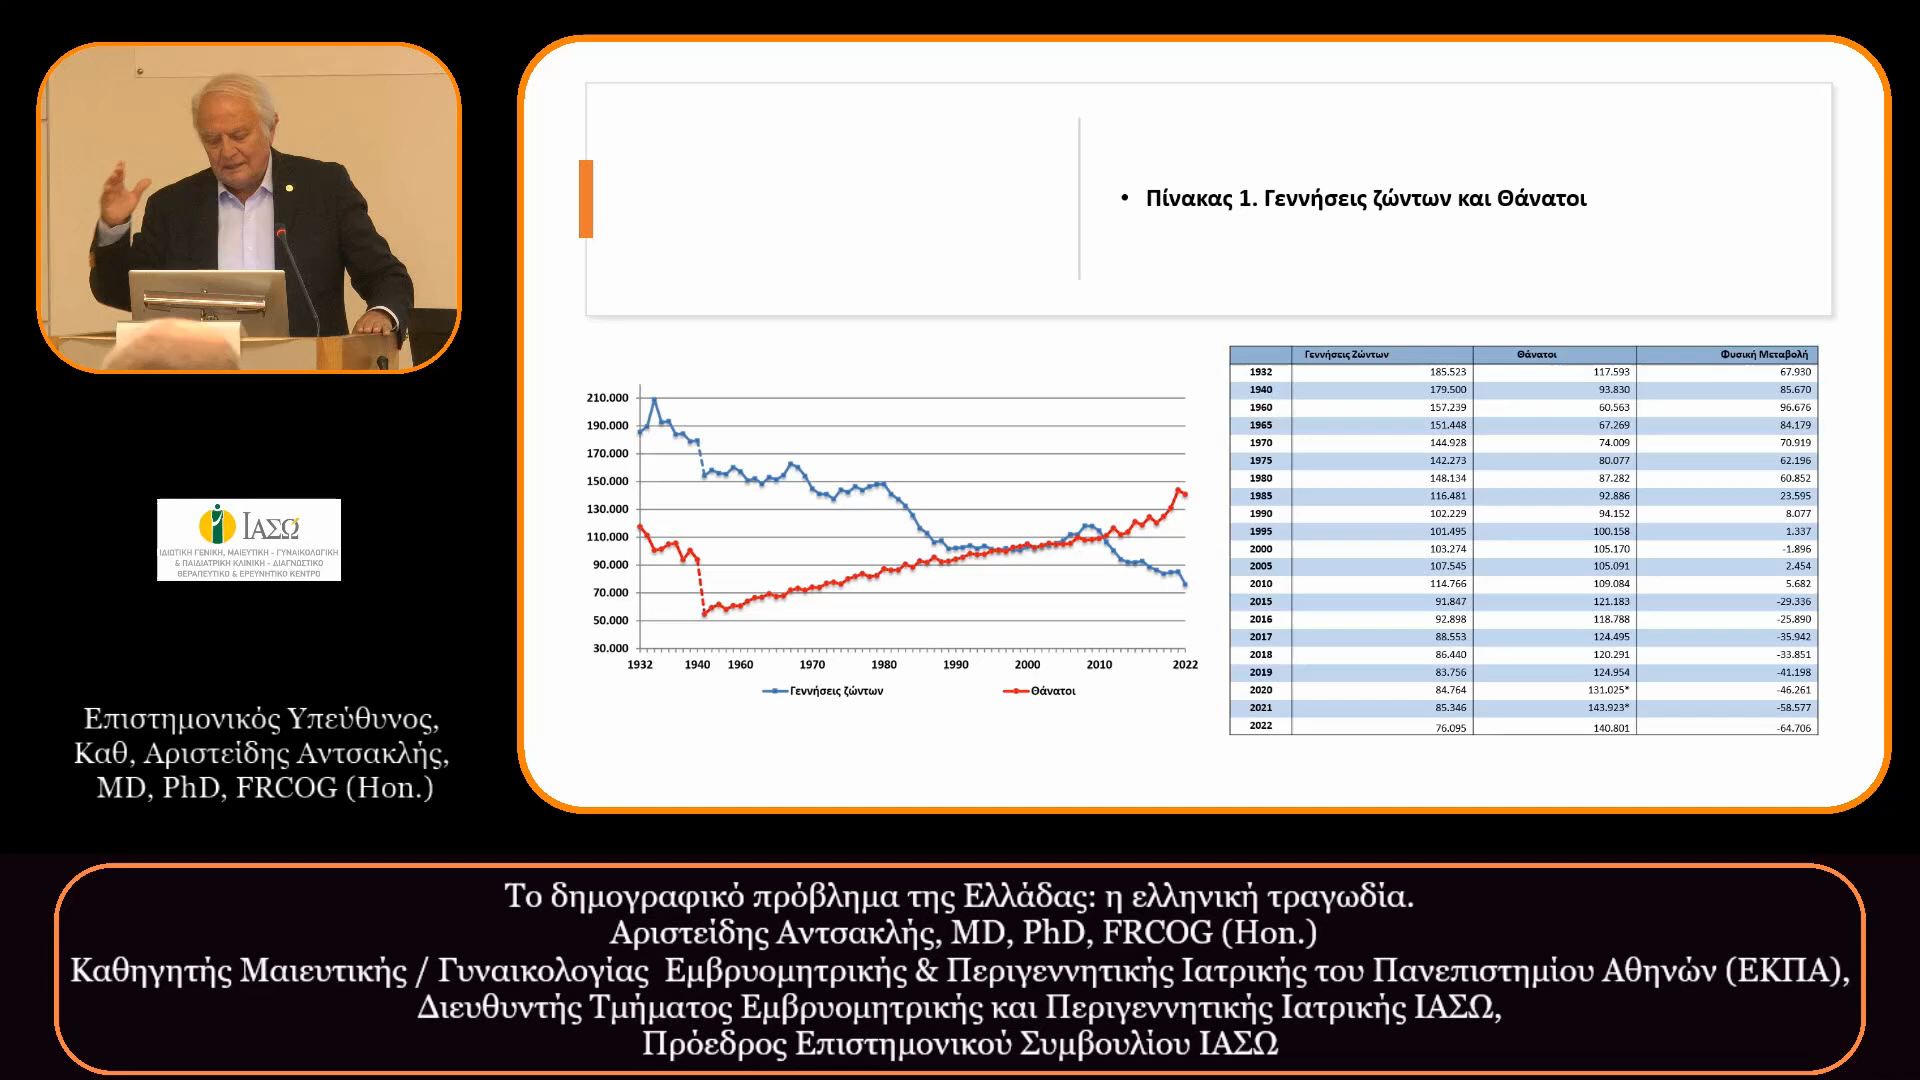 • Πίνακας 1. Γεννήσεις ζώντων και Θάνατοι
210.000
190.000
170.000
150.000
130.000
110.000
90.000
70.000
50.000
30.000
1932 1940 1960 1970 1980 1990 2000 2010 2022
Γεννήσεις ζώντων Θάνατοι
Γεννήσεις Ζώντων Θάνατοι Φυσική Μεταβολή
1932 185.523 117.593 67.930
1940 179.500 93.830 85.670
1960 157.239 60.563 96.676
1965 151.448 67.269 84.179
1970 144.928 74.009 70.919
1975 142.273 80.077 62.196
1980 148.134 87.282 60.852
1985 116.481 92.886 23.595
1990 102.229 94.152 8.077
1995 101.495 100.158 1.337
2000 103.274 105.170 -1.896
2005 107.545 105.091 2.454
2010 114.766 109.084 5.682
2015 91.847 121.183 -29.336
2016 92.898 118.788 -25.890
2017 88.553 124.495 -35.942
2018 86.440 120.291 -33.851
2019 83.756 124.954 -41.198
2020 84.764 131.025* -46.261
2021 85.346 143.923* -58.577
2022 76.095 140.801 -64.706
ΙΑΣΩ
ΙΔΙΩΤΙΚΗ ΓΕΝΙΚΗ, ΜΑΙΕΥΤΙΚΗ - ΓΥΝΑΙΚΟΛΟΓΙΚΗ
& ΠΑΙΔΙΑΤΡΙΚΗ ΚΛΙΝΙΚΗ - ΔΙΑΓΝΩΣΤΙΚΟ
ΘΕΡΑΠΕΥΤΙΚΟ & ΕΡΕΥΝΗΤΙΚΟ ΚΕΝΤΡΟ
Επιστημονικός Υπεύθυνος,
Καθ, Αριστείδης Αντσακλής,
MD, PhD, FRCOG (Hon.)
Το δημογραφικό πρόβλημα της Ελλάδας: η ελληνική τραγωδία.
Αριστείδης Αντσακλής, MD, PhD, FRCOG (Hon.)
Καθηγητής Μαιευτικής / Γυναικολογίας Εμβρυομητρικής & Περιγεννητικής Ιατρικής του Πανεπιστημίου Αθηνών (ΕΚΠΑ),
Διευθυντής Τμήματος Εμβρυομητρικής και Περιγεννητικής Ιατρικής ΙΑΣΩ,
Πρόεδρος Επιστημονικού Συμβουλίου ΙΑΣΩ